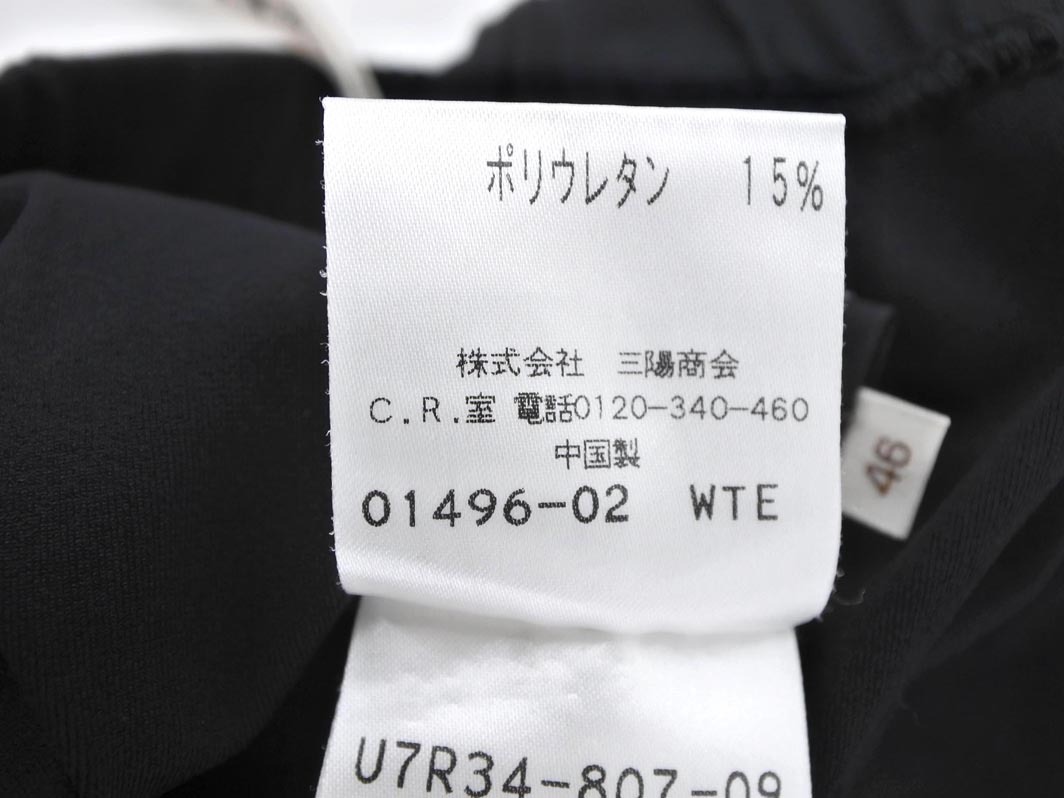 ポリウレタン 15%
株式会社 三陽商会
C.R.室 電話0120-340-460
中国製
01496-02 WTE
46
U7R34-807-09